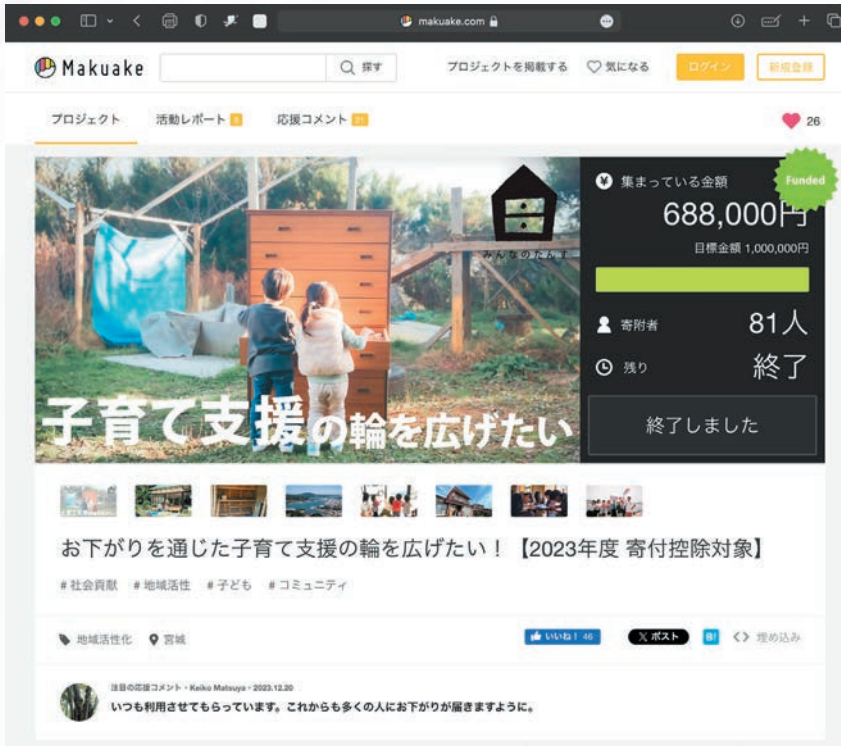 makuake.com
Makuake
探す
プロジェクトを掲載する
気になる
ログイン
新規登録
プロジェクト
活動レポート
応援コメント 21
26
Funded
集まっている金額
688,000円
目標金額 1,000,000円
みんなのたんす
寄附者
81人
残り
終了
終了しました
子育て支援の輪を広げたい
お下がりを通じた子育て支援の輪を広げたい！【2023年度 寄付控除対象】
#社会貢献 #地域活性 #子ども #コミュニティ
地域活性化
宮城
いいね！ 46
X ポスト
B!
埋め込み
注目の応援コメント・Keiko Matsuya・2023.12.20
いつも利用させてもらっています。これからも多くの人にお下がりが届きますように。